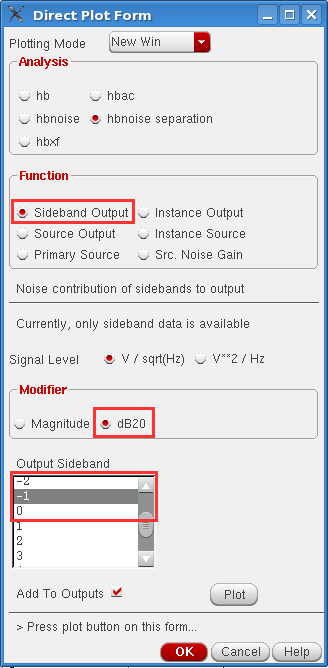 Direct Plot Form
Plotting Mode New Win
Analysis
hb hbac
hbnoise hbnoise separation
hbxf
Function
Sideband Output Instance Output
Source Output Instance Source
Primary Source Src. Noise Gain
Noise contribution of sidebands to output
Currently, only sideband data is available
Signal Level V / sqrt(Hz) V**2 / Hz
Modifier
Magnitude dB20
Output Sideband
-2
-1
0
1
2
3
Add To Outputs Plot
> Press plot button on this form...
OK Cancel Help